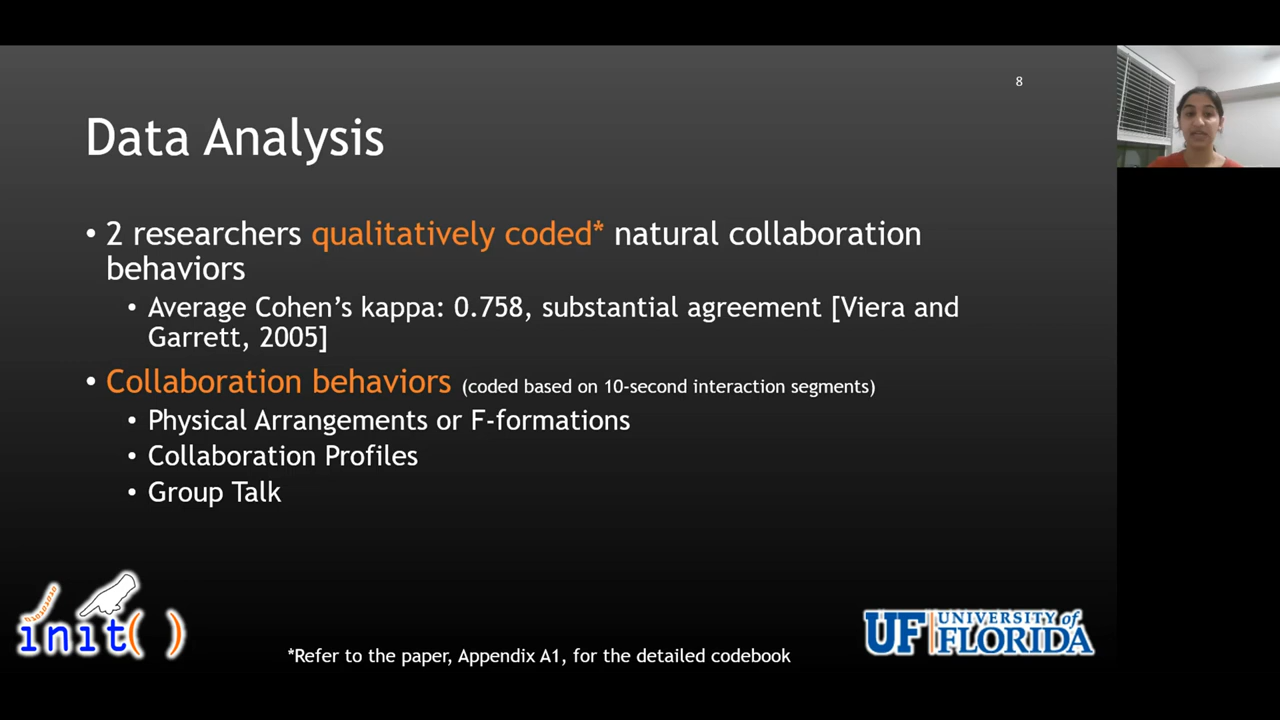 8
Data Analysis
• 2 researchers qualitatively coded* natural collaboration
behaviors
• Average Cohen's kappa: 0.758, substantial agreement [Viera and
Garrett, 2005]
• Collaboration behaviors (coded based on 10-second interaction segments)
• Physical Arrangements or F-formations
• Collaboration Profiles
• Group Talk
init( )
UF UNIVERSITY of
FLORIDA
*Refer to the paper, Appendix A1, for the detailed codebook